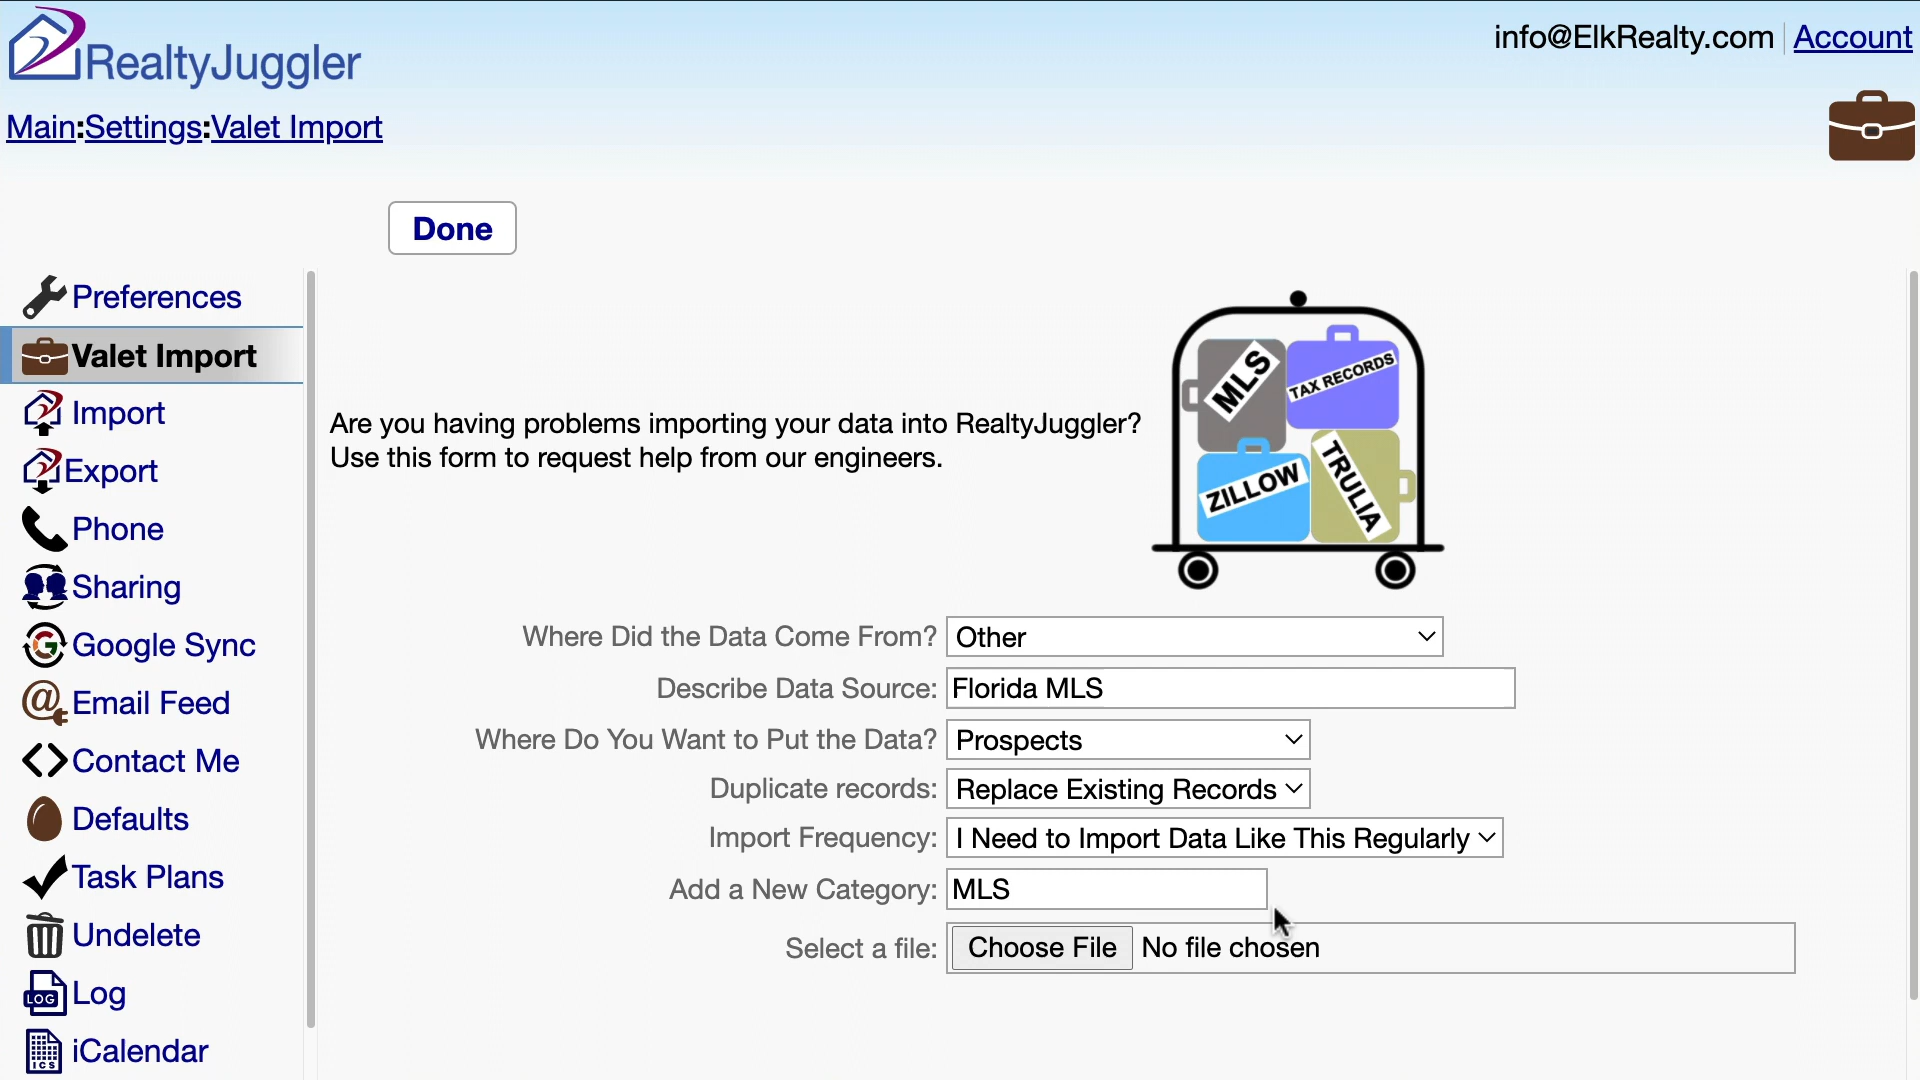 RealtyJuggler
info@ElkRealty.com
Account
Main:Settings:Valet Import
Done
Preferences
Valet Import
Import
Export
Phone
Sharing
Google Sync
Email Feed
Contact Me
Defaults
Task Plans
Undelete
LOG
Log
ICS
iCalendar
Are you having problems importing your data into RealtyJuggler?
Use this form to request help from our engineers.
MLS
TAX RECORDS
ZILLOW
TRULIA
Where Did the Data Come From? Other
Describe Data Source: Florida MLS
Where Do You Want to Put the Data? Prospects
Duplicate records: Replace Existing Records
Import Frequency: I Need to Import Data Like This Regularly
Add a New Category: MLS
Select a file: Choose File No file chosen